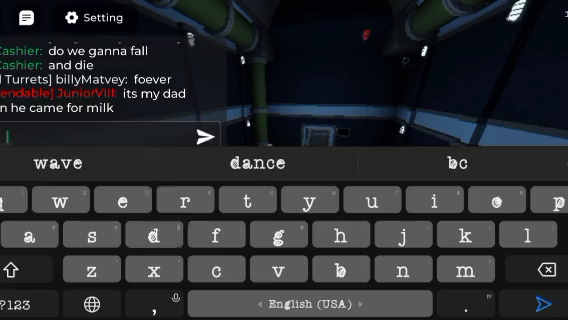 Setting
Cashier: do we ganna fall
Cashier: and die
Turrets] billyMatvey: foever
endable] JuniorVIII: its my dad
n he came for milk
wave dance bc
w e r t y u i o p
a s d f g h j k l
z x c v b n m
?123 , English (USA) .